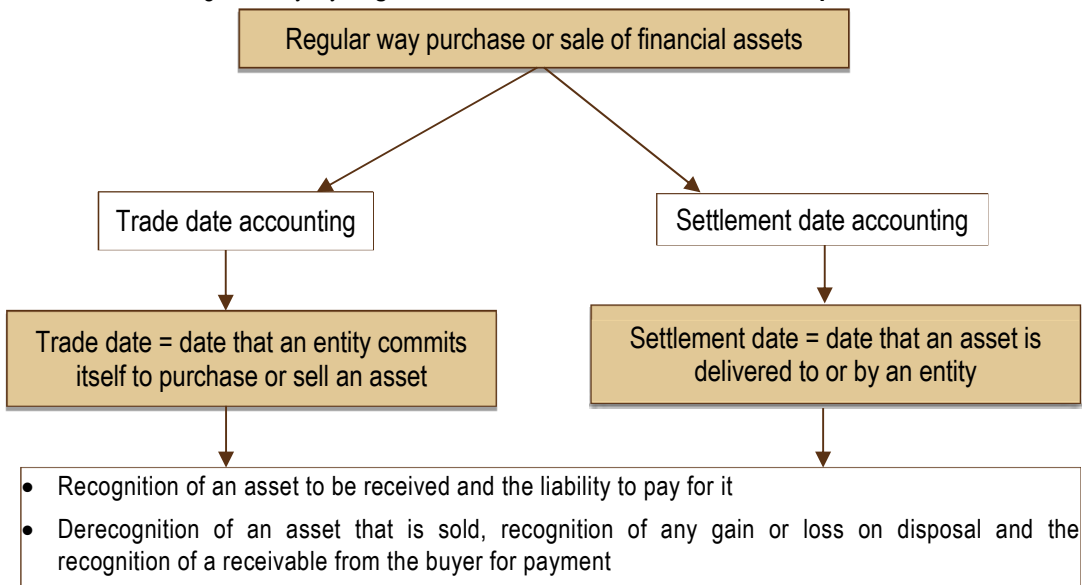 Regular way purchase or sale of financial assets
Trade date accounting
Settlement date accounting
Trade date = date that an entity commits
itself to purchase or sell an asset
Settlement date = date that an asset is
delivered to or by an entity
• Recognition of an asset to be received and the liability to pay for it
• Derecognition of an asset that is sold, recognition of any gain or loss on disposal and the
recognition of a receivable from the buyer for payment